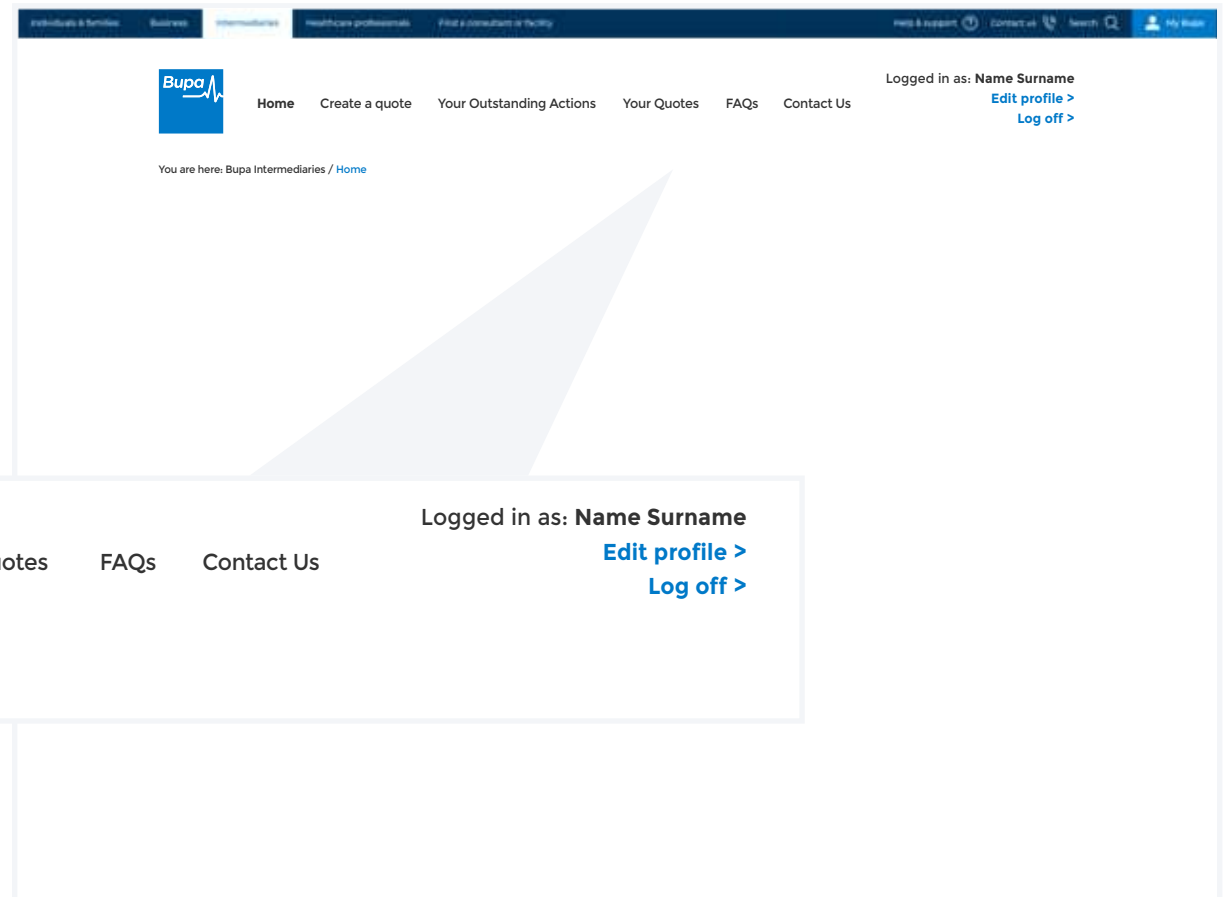 Individuals & families Business Intermediaries Healthcare professionals Find a consultant or facility Help & support Contact us Search My Bupa
Bupa
Home Create a quote Your Outstanding Actions Your Quotes FAQs Contact Us
Logged in as: Name Surname
Edit profile >
Log off >
You are here: Bupa Intermediaries / Home
Logged in as: Name Surname
FAQs Contact Us
Edit profile >
Log off >